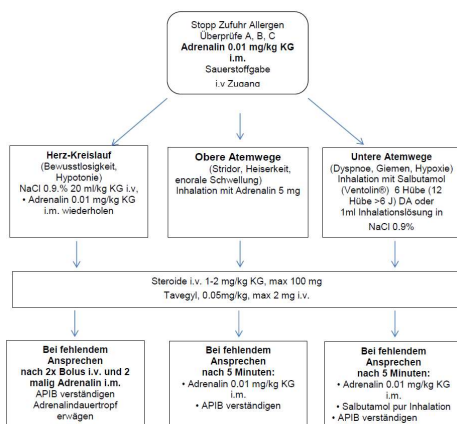 Stopp Zufuhr Allergen
Überprüfe A, B, C
Adrenalin 0.01 mg/kg KG
i.m.
Sauerstoffgabe
i.v Zugang
Herz-Kreislauf
(Bewusstlosigkeit,
Hypotonie)
NaCl 0.9.% 20 ml/kg KG i.v,
• Adrenalin 0.01 mg/kg KG
i.m. wiederholen
Obere Atemwege
(Stridor, Heiserkeit,
enorale Schwellung)
Inhalation mit Adrenalin 5 mg
Untere Atemwege
(Dyspnoe, Giemen, Hypoxie)
Inhalation mit Salbutamol
(Ventolin®) 6 Hübe (12
Hübe >6 J) DA oder
1ml Inhalationslösung in
NaCl 0.9%
Steroide i.v. 1-2 mg/kg KG, max 100 mg
Tavegyl, 0.05mg/kg, max 2 mg i.v.
Bei fehlendem
Ansprechen
nach 2x Bolus i.v. und 2
malig Adrenalin i.m.
APIB verständigen
Adrenalindauertropf
erwägen
Bei fehlendem
Ansprechen
nach 5 Minuten:
• Adrenalin 0.01 mg/kg KG
i.m.
• APIB verständigen
Bei fehlendem
Ansprechen
nach 5 Minuten:
• Adrenalin 0.01 mg/kg KG
i.m.
• Salbutamol pur Inhalation
• APIB verständigen